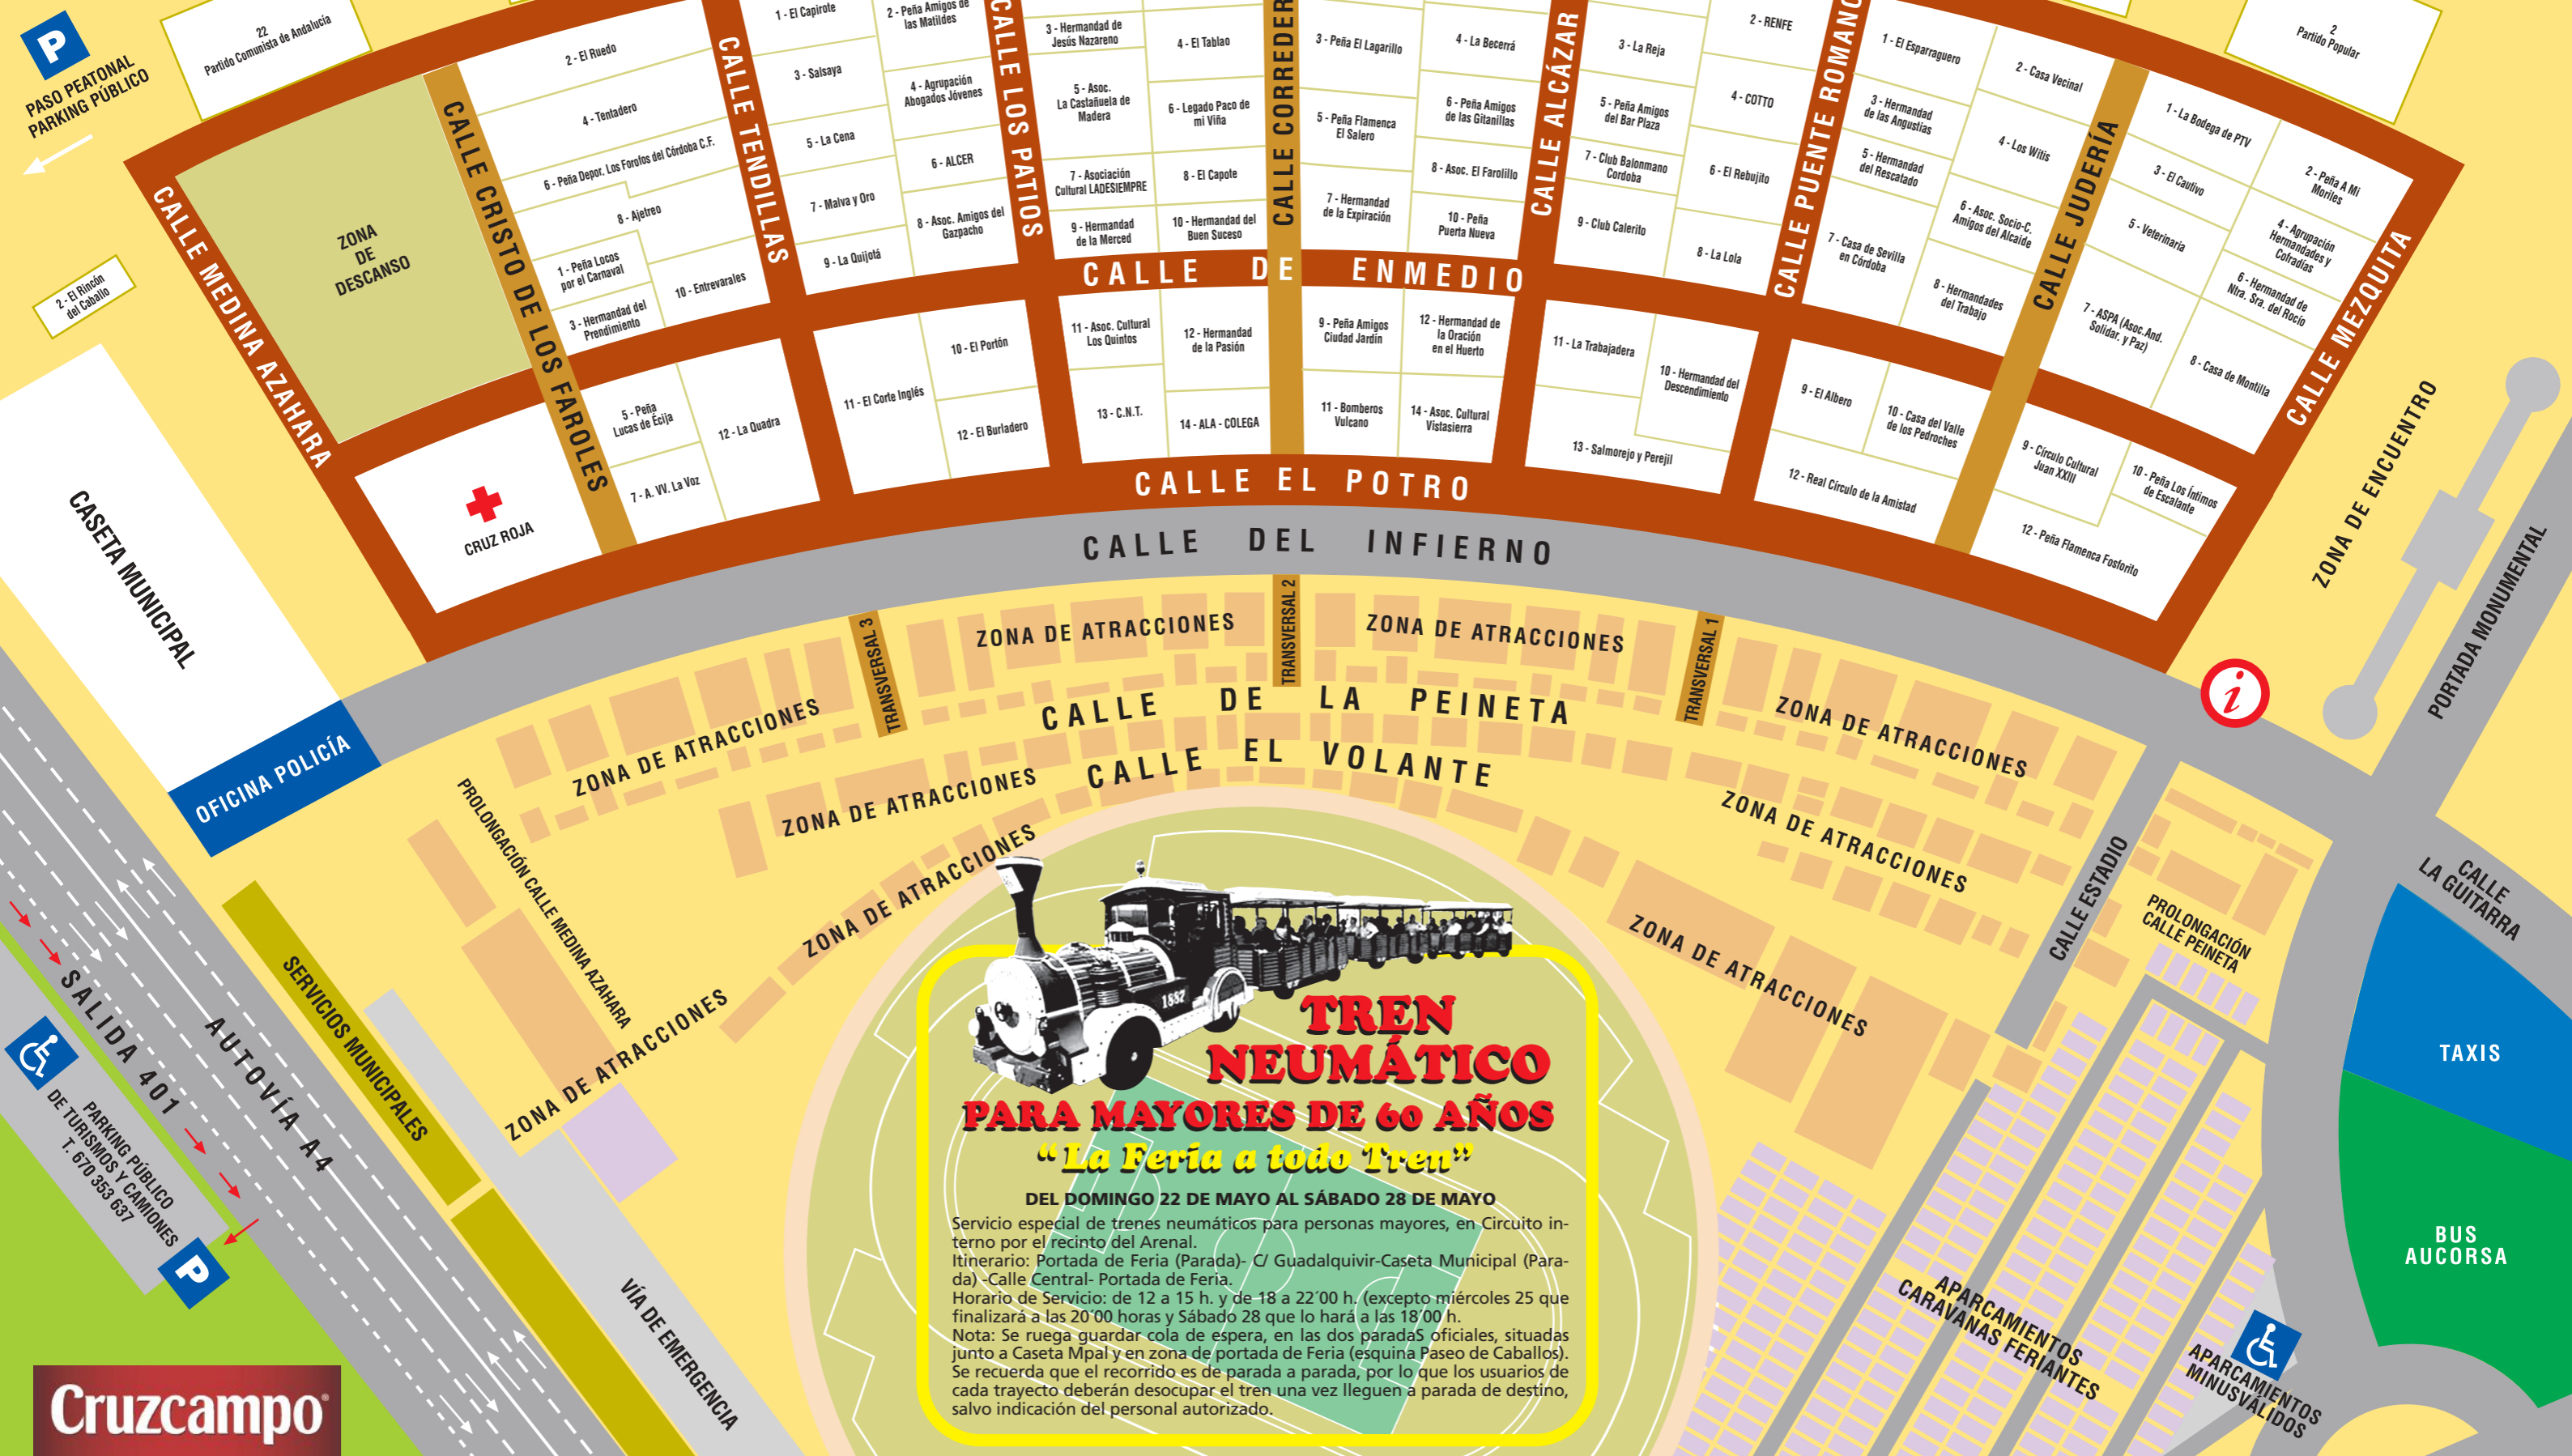 P
PASO PEATONAL
PARKING PÚBLICO
22
Partido Comunista de Andalucía
2
Partido Popular
CALLE MEDINA AZAHARA
ZONA
DE
DESCANSO
CALLE CRISTO DE LOS FAROLES
2 - El Ruedo
4 - Tentadero
6 - Peña Depor. Los Forofos del Córdoba C.F.
8 - Ajetreo
1 - Peña Locos
por el Carnaval
3 - Hermandad del
Prendimiento
10 - Entrevarales
5 - Peña
Lucas de Écija
7 - A. VV. La Voz
12 - La Quadra
CRUZ ROJA
CALLE TENDILLAS
1 - El Capirote
3 - Salsaya
5 - La Cena
7 - Malva y Oro
9 - La Quijotá
2 - Peña Amigos de
las Matildes
4 - Agrupación
Abogados Jóvenes
6 - ALCER
8 - Asoc. Amigos del
Gazpacho
11 - El Corte Inglés
10 - El Portón
12 - El Burladero
CALLE LOS PATIOS
3 - Hermandad de
Jesús Nazareno
5 - Asoc.
La Castañuela de
Madera
7 - Asociación
Cultural LADESIEMPRE
9 - Hermandad
de la Merced
4 - El Tablao
6 - Legado Paco de
mi Viña
8 - El Capote
10 - Hermandad del
Buen Suceso
11 - Asoc. Cultural
Los Quintos
12 - Hermandad
de la Pasión
13 - C.N.T.
14 - ALA - COLEGA
CALLE CORREDER
3 - Peña El Lagarillo
5 - Peña Flamenca
El Salero
7 - Hermandad
de la Expiración
4 - La Becerrá
6 - Peña Amigos
de las Gitanillas
8 - Asoc. El Farolillo
10 - Peña
Puerta Nueva
9 - Peña Amigos
Ciudad Jardín
12 - Hermandad de
la Oración
en el Huerto
11 - Bomberos
Vulcano
14 - Asoc. Cultural
Vistasierra
CALLE ALCÁZAR
3 - La Reja
5 - Peña Amigos
del Bar Plaza
7 - Club Balonmano
Cordoba
9 - Club Calerito
2 - RENFE
4 - COTTO
6 - El Rebujito
8 - La Lola
11 - La Trabajadera
10 - Hermandad del
Descendimiento
13 - Salmorejo y Perejil
CALLE PUENTE ROMANO
1 - El Esparraguero
3 - Hermandad
de las Angustias
5 - Hermandad
del Rescatado
7 - Casa de Sevilla
en Córdoba
2 - Casa Vecinal
4 - Los Witis
6 - Asoc. Socio-C.
Amigos del Alcaide
8 - Hermandades
del Trabajo
9 - El Albero
10 - Casa del Valle
de los Pedroches
12 - Real Círculo de la Amistad
CALLE JUDERÍA
1 - La Bodega de PTV
3 - El Cautivo
5 - Veterinaria
7 - ASPA (Asoc.And.
Solidar. y Paz)
2 - Peña A Mi
Moriles
4 - Agrupación
Hermandades y
Cofradías
6 - Hermandad de
Ntra. Sra. del Rocío
8 - Casa de Montilla
9 - Círculo Cultural
Juan XXIII
10 - Peña Los Íntimos
de Escalante
12 - Peña Flamenca Fosforito
CALLE MEZQUITA
CALLE DE ENMEDIO
CALLE EL POTRO
CALLE DEL INFIERNO
2 - El Rincón
del Caballo
CASETA MUNICIPAL
OFICINA POLICÍA
ZONA DE ENCUENTRO
PORTADA MONUMENTAL
i
TRANSVERSAL 3
TRANSVERSAL 2
TRANSVERSAL 1
ZONA DE ATRACCIONES
ZONA DE ATRACCIONES
ZONA DE ATRACCIONES
ZONA DE ATRACCIONES
CALLE DE LA PEINETA
CALLE EL VOLANTE
ZONA DE ATRACCIONES
ZONA DE ATRACCIONES
ZONA DE ATRACCIONES
ZONA DE ATRACCIONES
ZONA DE ATRACCIONES
PROLONGACIÓN CALLE MEDINA AZAHARA
CALLE ESTADIO
PROLONGACIÓN
CALLE PEINETA
CALLE
LA GUITARRA
TAXIS
BUS
AUCORSA
SERVICIOS MUNICIPALES
AUTOVÍA A4
SALIDA 401
PARKING PÚBLICO
DE TURISMOS Y CAMIONES
T. 670 353 637
P
VÍA DE EMERGENCIA
APARCAMIENTOS
CARAVANAS FERIANTES
APARCAMIENTOS
MINUSVÁLIDOS
Cruzcampo®
1887
TREN
NEUMÁTICO
PARA MAYORES DE 60 AÑOS
“La Feria a todo Tren”
DEL DOMINGO 22 DE MAYO AL SÁBADO 28 DE MAYO
Servicio especial de trenes neumáticos para personas mayores, en Circuito in-
terno por el recinto del Arenal.
Itinerario: Portada de Feria (Parada)- C/ Guadalquivir-Caseta Municipal (Para-
da) -Calle Central- Portada de Feria.
Horario de Servicio: de 12 a 15 h. y de 18 a 22´00 h. (excepto miércoles 25 que
finalizará a las 20´00 horas y Sábado 28 que lo hará a las 18´00 h.
Nota: Se ruega guardar cola de espera, en las dos paradaS oficiales, situadas
junto a Caseta Mpal y en zona de portada de Feria (esquina Paseo de Caballos).
Se recuerda que el recorrido es de parada a parada, por lo que los usuarios de
cada trayecto deberán desocupar el tren una vez lleguen a parada de destino,
salvo indicación del personal autorizado.